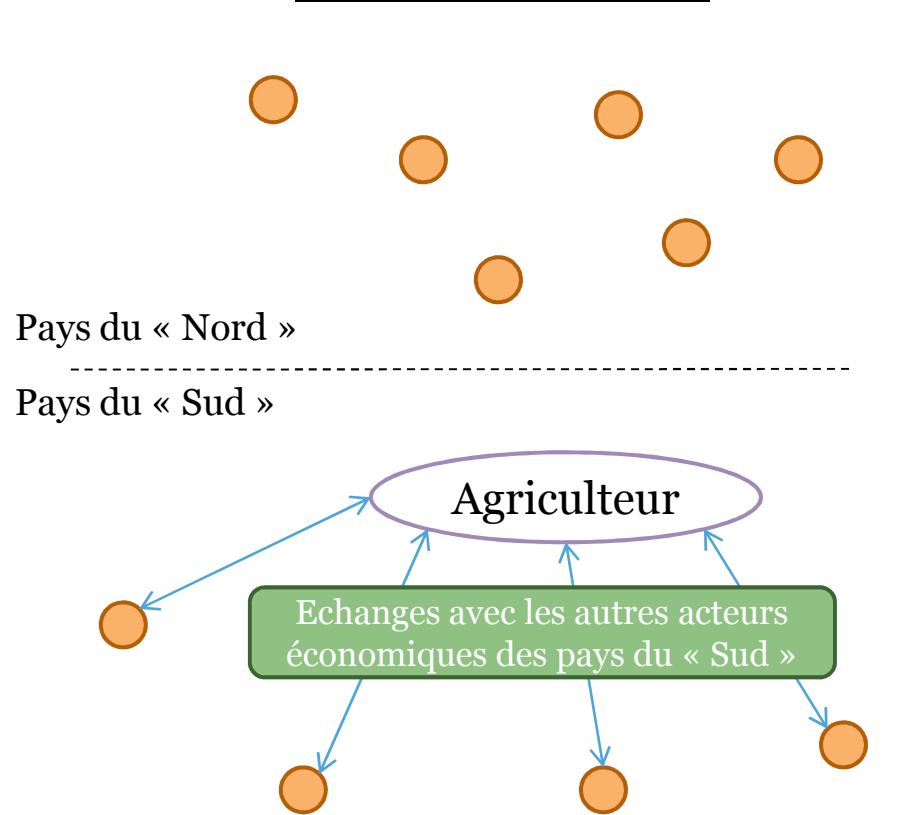 Pays du « Nord »
Pays du « Sud »
Agriculteur
Echanges avec les autres acteurs
économiques des pays du « Sud »